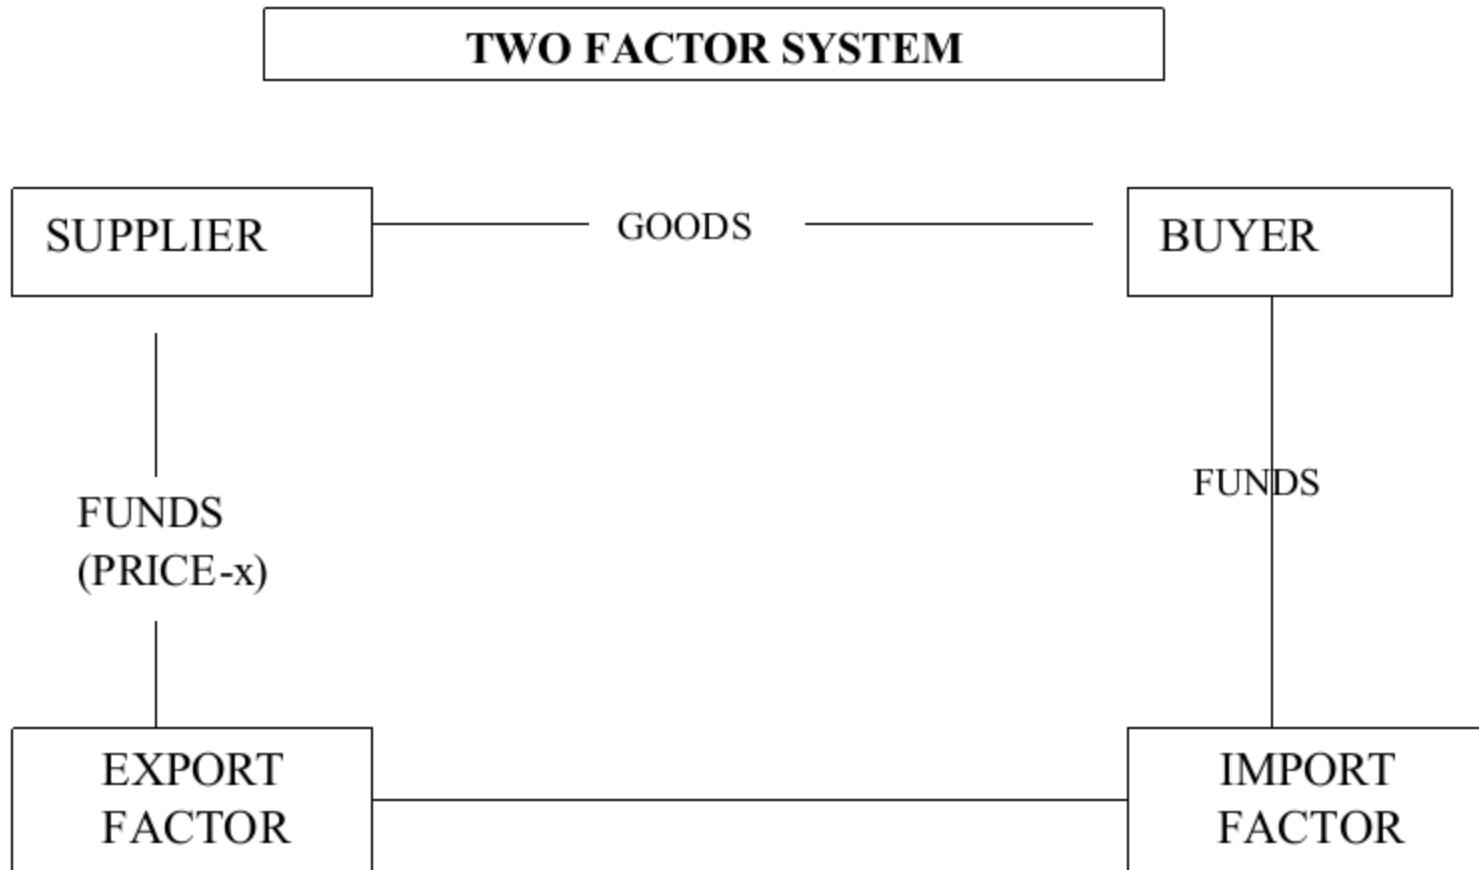 TWO FACTOR SYSTEM
SUPPLIER
GOODS
BUYER
FUNDS
FUNDS
(PRICE-x)
EXPORT
FACTOR
IMPORT
FACTOR